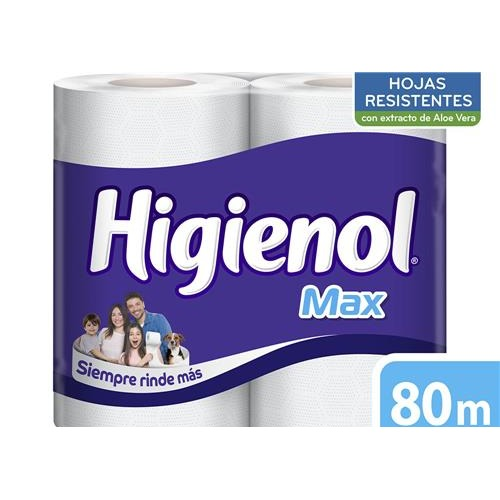 HOJAS
RESISTENTES
con extracto de Aloe Vera
Higienol®
Max
Siempre rinde más
80m